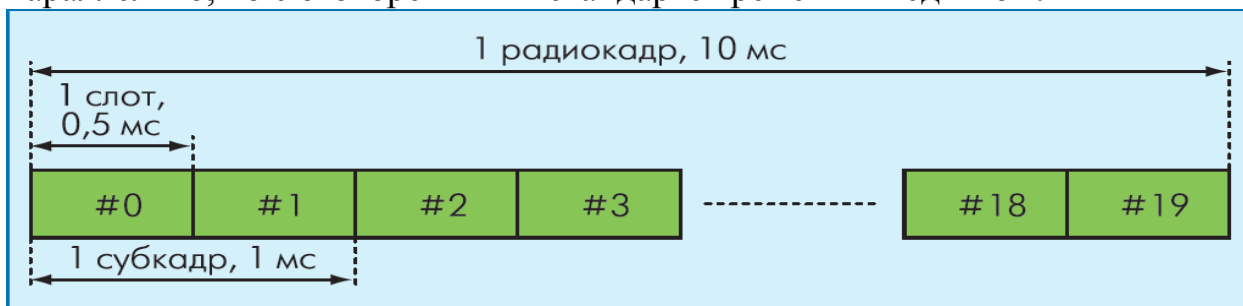 1 радиокадр, 10 мс
1 слот,
0,5 мс
#0 #1 #2 #3 #18 #19
1 субкадр, 1 мс